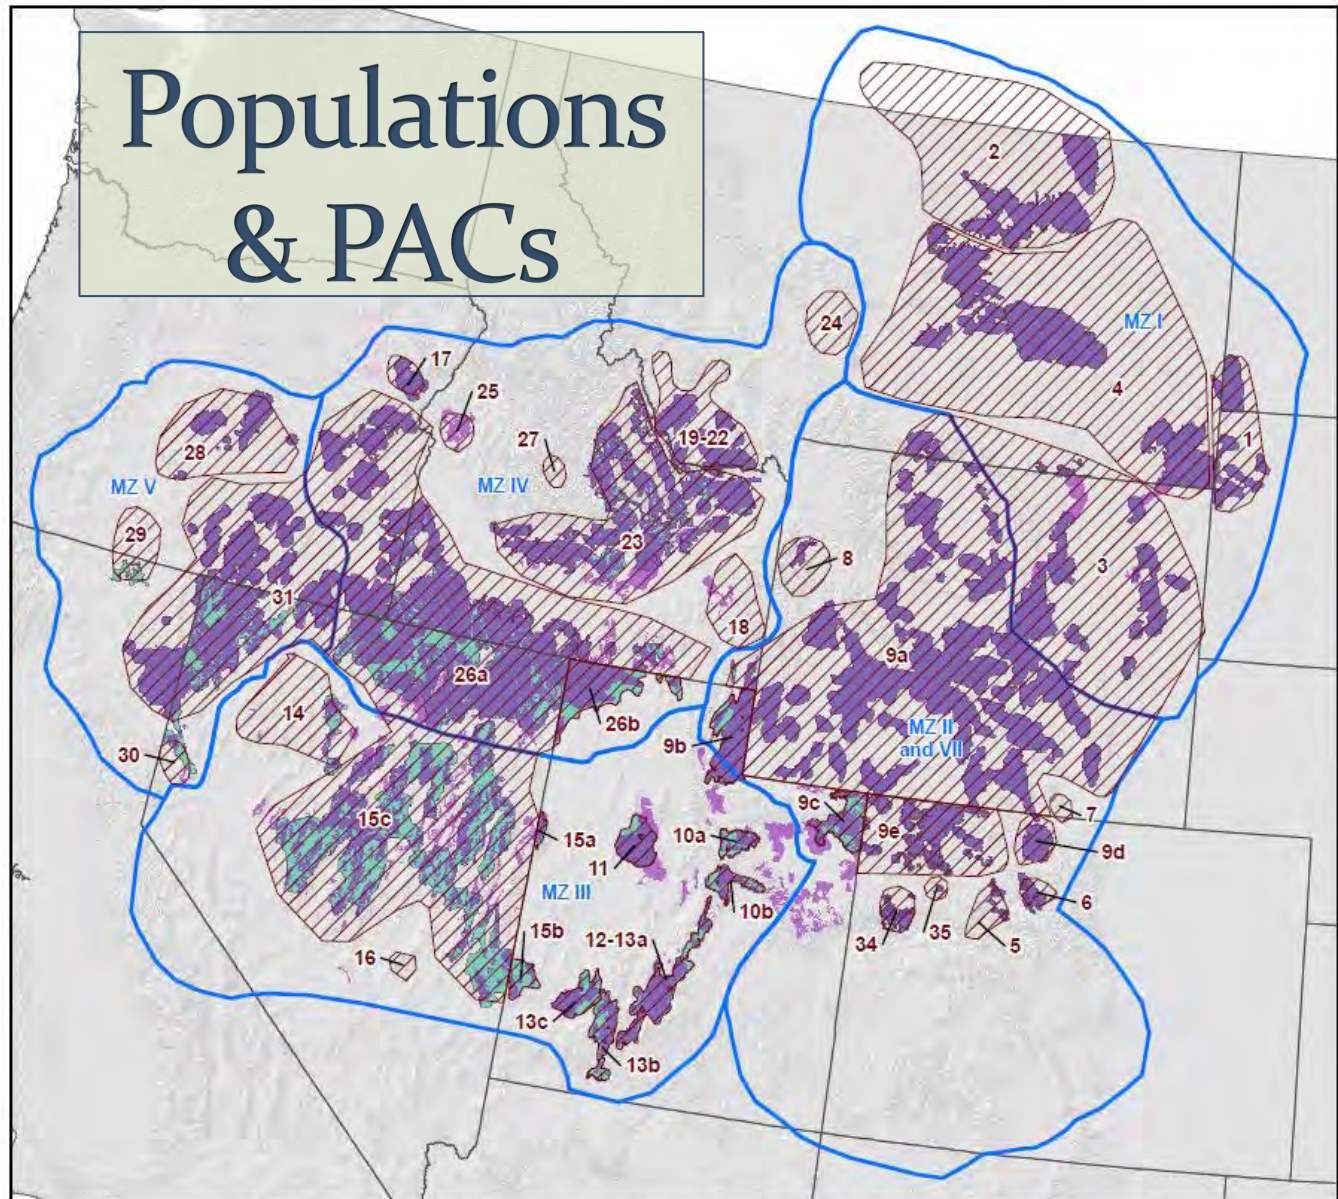 Populations
& PACs
2
MZ I
24
4
17
25
1
27
19-22
28
MZ V
MZ IV
29
23
8
3
31
18
9a
26a
14
26b
MZ II
and VII
9b
30
7
9c
15c
9e
15a
10a
9d
11
MZ III
6
10b
35
15b
12-13a
34
5
16
13c
13b